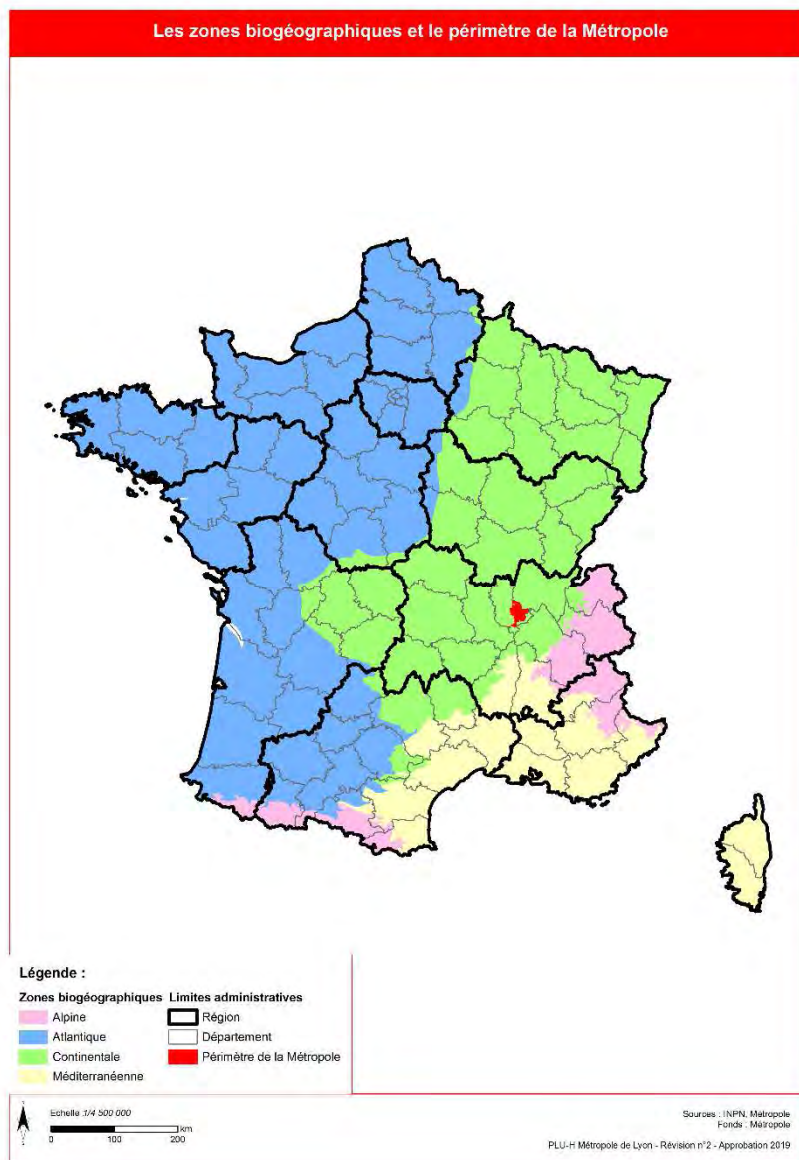 Les zones biogéographiques et le périmètre de la Métropole
Légende :
Zones biogéographiques
Alpine
Atlantique
Continentale
Méditerranéenne
Limites administratives
Région
Département
Périmètre de la Métropole
Echelle :1/4 500 000
km
0 100 200
Sources : INPN, Métropole
Fonds : Métropole
PLU-H Métropole de Lyon - Révision n°2 - Approbation 2019